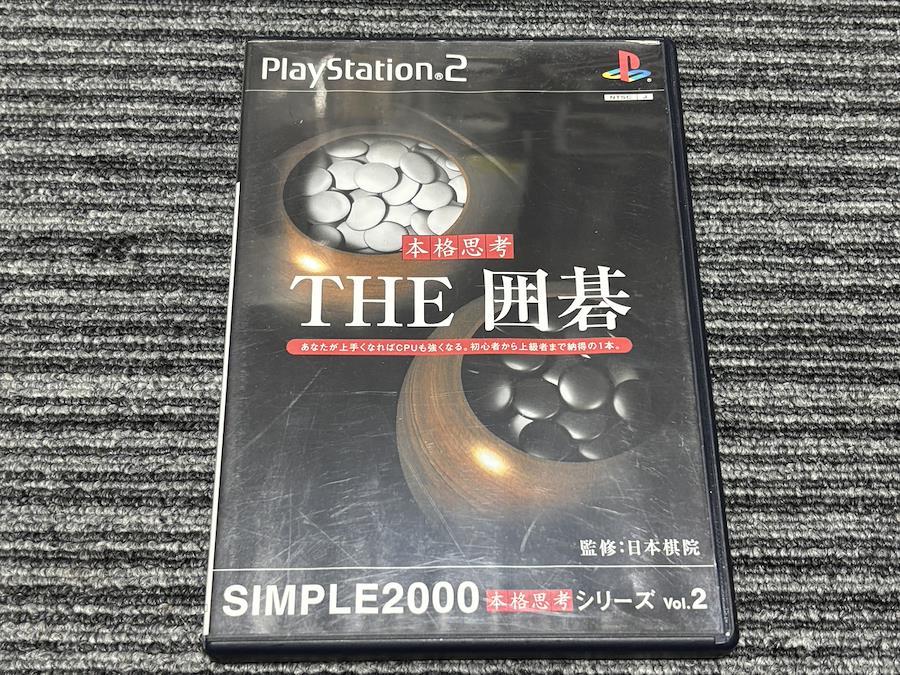 PlayStation®2
NTSC J
本格思考
THE 囲碁
あなたが上手くなればCPUも強くなる。初心者から上級者まで納得の1本。
監修:日本棋院
SIMPLE2000 本格思考 シリーズ Vol.2